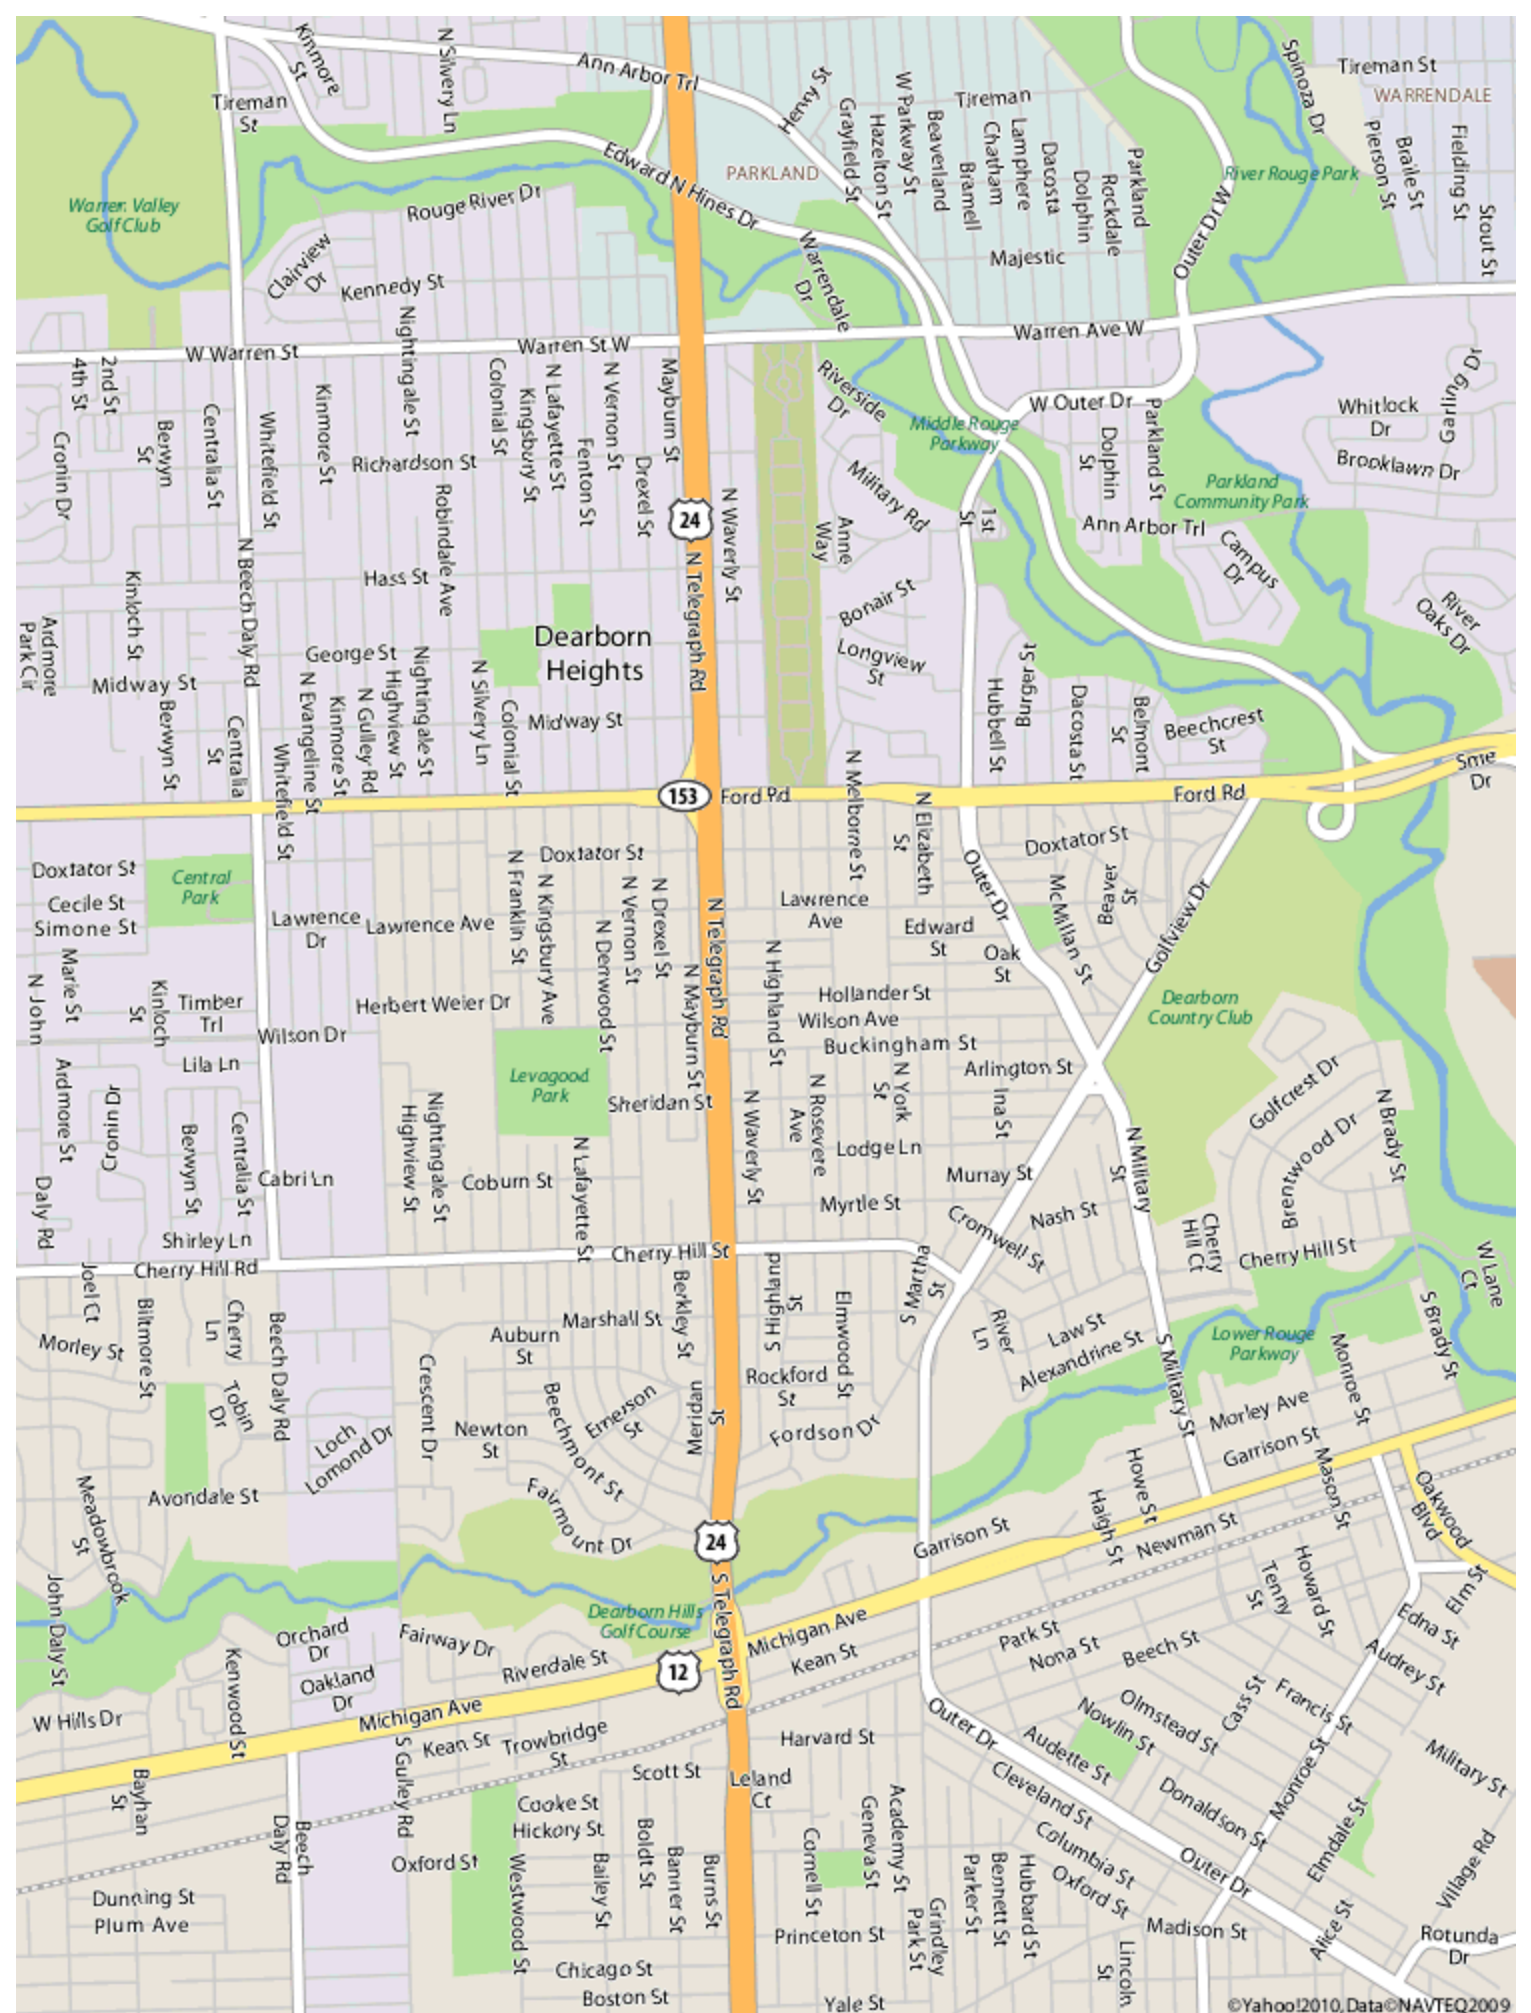 Kinmore
St
N Silvery Ln
Ann Arbor Trl
Henry St
Spinoza Dr
Tireman St
WARRENDALE
Tireman
St
Grayfield St
Hazelton St
W Parkway St
Beaverland
Tireman
Bramell
Chatham
Lamphere
Dacosta
Dolphin
Rockdale
Parkland
Pierson St
Braile St
Fielding St
Stout St
Edward N Hines Dr
PARKLAND
River Rouge Park
Outer Dr W
Warren Valley
Golf Club
Rouge River Dr
Clairview
Dr
Kennedy St
Warrendale
Dr
Majestic
Nightingale St
W Warren St
Warren St W
Warren Ave W
4th St
2nd St
Mayburn St
Colonial St
Kingsbury St
N Lafayette St
Fenton St
N Vernon St
Drexel St
Riverside
Dr
W Outer Dr
Parkland St
Whitlock
Dr
Gerling Dr
Cronin Dr
Berwyn
St
Centralia St
Whitefield St
Kinmore St
Richardson St
Middle Rouge
Parkway
Dolphin
St
Brooklawn Dr
Military Rd
Parkland
Community Park
Robindale Ave
24
N Waverly St
Anne
Way
1st
St
Ann Arbor Trl
Campus
Dr
N Beech Daly Rd
Hass St
N Telegraph Rd
Bonair St
River
Oaks Dr
Kinloch St
Ardmore
Park Cir
Dearborn
Heights
George St
Longview
St
Burger St
Midway St
Nightingale St
N Silvery Ln
Berwyn St
Centralia
St
Whitefield St
N Evangeline St
Kinmore St
N Gulley Rd
Highview St
Colonial St
Midway St
Hubbell St
Dacosta St
Belmont
St
Beechcrest
St
N Melborne St
153
Ford Rd
Ford Rd
Sme
Dr
N Elizabeth
St
Doxtator St
Doxtator St
Doxtator St
Central
Park
Cecile St
Simone St
N Franklin St
N Kingsbury Ave
N Vernon St
N Drexel St
N Derwood St
Lawrence
Dr
Lawrence Ave
Lawrence
Ave
Outer Dr
McMillan St
Beaver
St
Golfview Dr
N Telegraph Rd
Edward
St
Oak
St
Marie St
N John
Kinloch
St
Timber
Trl
Herbert Weier Dr
N Mayburn St
N Highland St
Hollander St
Wilson Ave
Dearborn
Country Club
Wilson Dr
Buckingham St
Lila Ln
Levagood
Park
Arlington St
Ardmore St
Cronin Dr
Sheridan St
N York
St
N Rosevere
Ave
Ina St
Golfcrest Dr
N Brady St
Berwyn St
Centralia St
Highview St
Nightingale St
N Lafayette St
N Waverly St
Lodge Ln
N Military
St
Brentwood Dr
Daly Rd
Cabri Ln
Coburn St
Murray St
Myrtle St
Nash St
Cromwell St
Cherry
Hill Ct
Shirley Ln
Cherry Hill St
Cherry Hill St
Cherry Hill Rd
S Martha
St
W Lane
Ct
Joel Ct
Biltmore St
Cherry
Ln
Beech Daly Rd
Berkley St
S Highland
St
Elmwood St
River
Ln
Marshall St
Auburn
St
Law St
Alexandrine St
S Military St
Lower Rouge
Parkway
Monroe St
S Brady St
Morley St
Tobin
Dr
Crescent Dr
Rockford
St
Beechmont St
Emerson
St
Meridan
St
Morley Ave
Loch
Lomond Dr
Newton
St
Fordson Dr
Garrison St
Meadowbrook
St
Avondale St
Fairmount Dr
Howe St
Haigh St
Mason St
Oakwood
Blvd
24
Garrison St
Newman St
John Daly St
S Telegraph Rd
Tenny
St
Howard St
Elm St
Dearborn Hills
Golf Course
Orchard
Dr
Fairway Dr
Michigan Ave
Park St
Edna St
Kenwood St
Riverdale St
12
Kean St
Nona St
Beech St
Audrey St
Oakland
Dr
Cass St
Francis St
W Hills Dr
Michigan Ave
Olmstead St
Nowlin St
Outer Dr
S Gulley Rd
Kean St
Trowbridge
St
Harvard St
Audette St
Military St
Bayhan
St
Scott St
Leland
Ct
Cleveland St
Donaldson St
Monroe St
Elmdale St
Cooke St
Hickory St
Beech
Daly Rd
Boldt St
Academy St
Geneva St
Cornell St
Columbia St
Oxford St
Westwood St
Bailey St
Banner St
Burns St
Parker St
Bennett St
Hubbard St
Oxford St
Outer Dr
Village Rd
Dunning St
Plum Ave
Grindley
Park St
Princeton St
Madison St
Alice St
Rotunda
Dr
Lincoln
St
Chicago St
Boston St
Yale St
©Yahoo!2010, Data©NAVTEQ2009